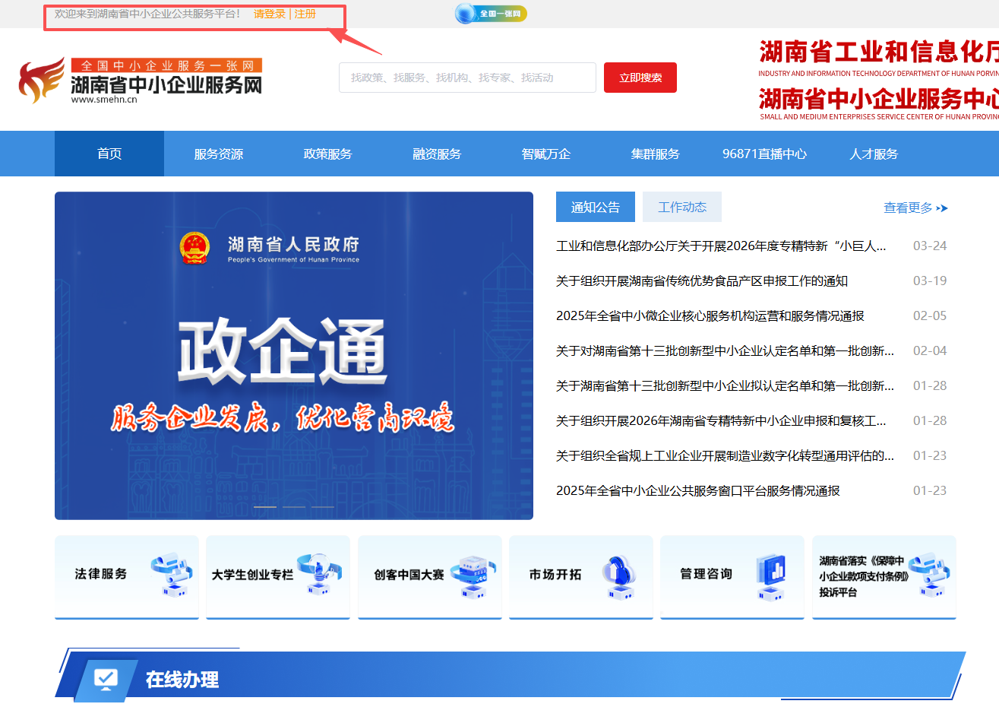 欢迎来到湖南省中小企业公共服务平台！ 请登录 | 注册
全国一张网
全国中小企业服务一张网
湖南省中小企业服务网
www.smehn.cn
找政策、找服务、找机构、找专家、找活动
立即搜索
湖南省工业和信息化厅
INDUSTRY AND INFORMATION TECHNOLOGY DEPARTMENT OF HUNAN PORVIN
湖南省中小企业服务中心
SMALL AND MEDIUM ENTERPRISES SERVICE CENTER OF HUNAN PROVINC
首页 服务资源 政策服务 融资服务 智赋万企 集群服务 96871直播中心 人才服务
湖南省人民政府
People's Government of Hunan Province
政企通
服务企业发展，优化营商环境
通知公告 工作动态 查看更多
工业和信息化部办公厅关于开展2026年度专精特新“小巨人... 03-24
关于组织开展湖南省传统优势食品产区申报工作的通知 03-19
2025年全省中小微企业核心服务机构运营和服务情况通报 02-05
关于对湖南省第十三批创新型中小企业认定名单和第一批创新... 02-04
关于湖南省第十三批创新型中小企业拟认定名单和第一批创新... 01-28
关于组织开展2026年湖南省专精特新中小企业申报和复核工... 01-28
关于组织全省规上工业企业开展制造业数字化转型通用评估的... 01-23
2025年全省中小企业公共服务窗口平台服务情况通报 01-23
法律服务
大学生创业专栏
创客中国大赛
市场开拓
管理咨询
湖南省落实《保障中
小企业款项支付条例》
投诉平台
在线办理